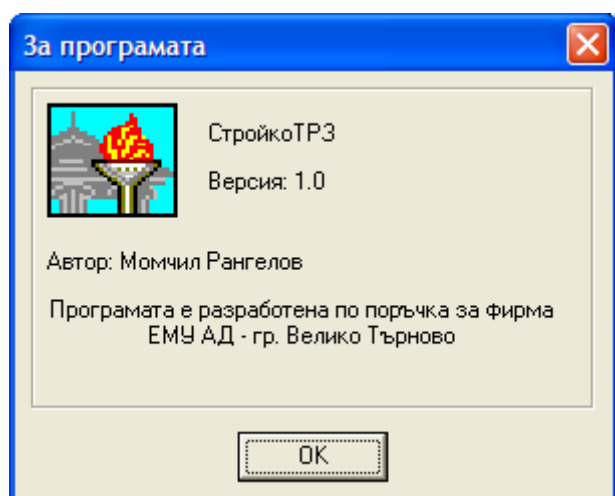 За програмата
СтройкоТРЗ
Версия: 1.0
Автор: Момчил Рангелов
Програмата е разработена по поръчка за фирма
ЕМУ АД - гр. Велико Търново
OK